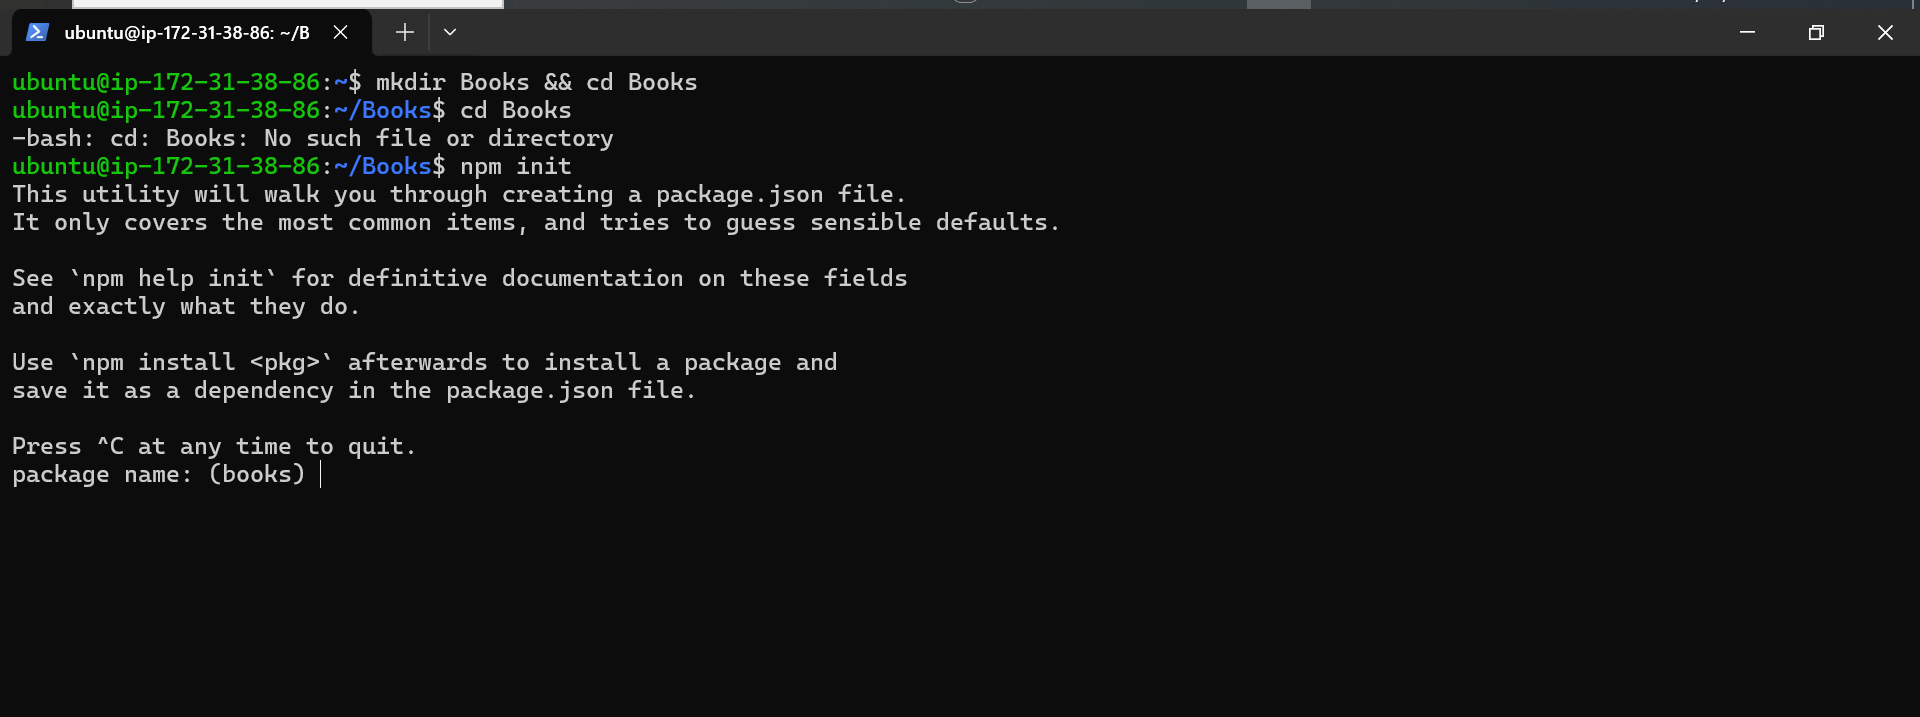 ubuntu@ip-172-31-38-86: ~/B
ubuntu@ip-172-31-38-86:~$ mkdir Books && cd Books
ubuntu@ip-172-31-38-86:~/Books$ cd Books
-bash: cd: Books: No such file or directory
ubuntu@ip-172-31-38-86:~/Books$ npm init
This utility will walk you through creating a package.json file.
It only covers the most common items, and tries to guess sensible defaults.
See `npm help init` for definitive documentation on these fields
and exactly what they do.
Use `npm install <pkg>` afterwards to install a package and
save it as a dependency in the package.json file.
Press ^C at any time to quit.
package name: (books)